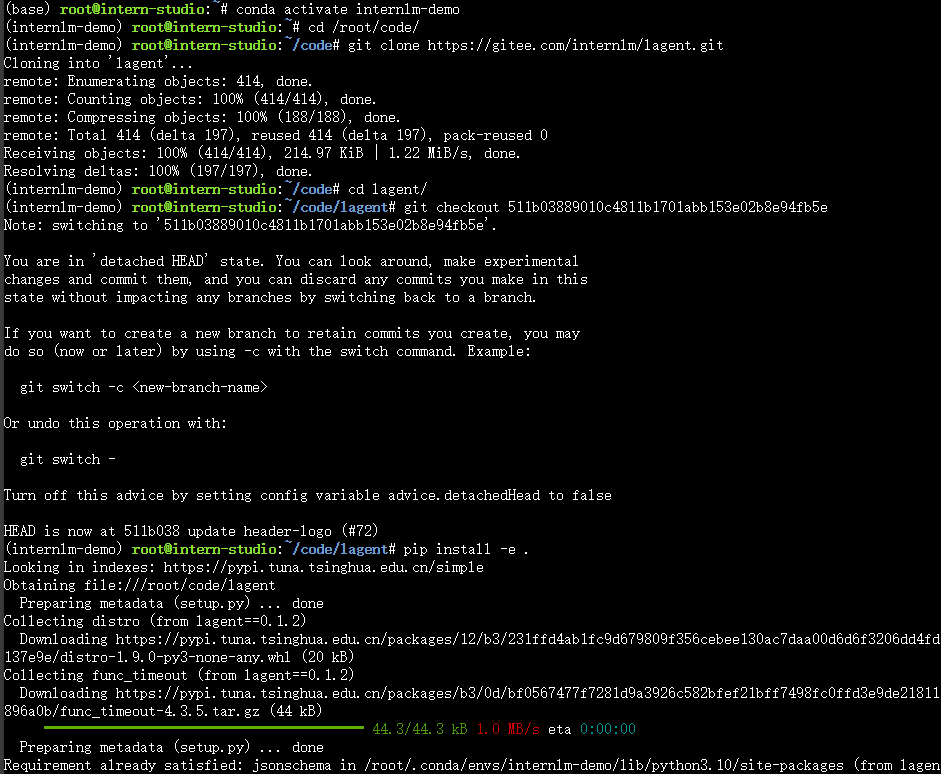 (base) root@intern-studio:~# conda activate internlm-demo
(internlm-demo) root@intern-studio:~# cd /root/code/
(internlm-demo) root@intern-studio:~/code# git clone https://gitee.com/internlm/lagent.git
Cloning into 'lagent'...
remote: Enumerating objects: 414, done.
remote: Counting objects: 100% (414/414), done.
remote: Compressing objects: 100% (188/188), done.
remote: Total 414 (delta 197), reused 414 (delta 197), pack-reused 0
Receiving objects: 100% (414/414), 214.97 KiB | 1.22 MiB/s, done.
Resolving deltas: 100% (197/197), done.
(internlm-demo) root@intern-studio:~/code# cd lagent/
(internlm-demo) root@intern-studio:~/code/lagent# git checkout 511b03889010c4811b1701abb153e02b8e94fb5e
Note: switching to '511b03889010c4811b1701abb153e02b8e94fb5e'.
You are in 'detached HEAD' state. You can look around, make experimental
changes and commit them, and you can discard any commits you make in this
state without impacting any branches by switching back to a branch.
If you want to create a new branch to retain commits you create, you may
do so (now or later) by using -c with the switch command. Example:
git switch -c <new-branch-name>
Or undo this operation with:
git switch -
Turn off this advice by setting config variable advice.detachedHead to false
HEAD is now at 511b038 update header-logo (#72)
(internlm-demo) root@intern-studio:~/code/lagent# pip install -e .
Looking in indexes: https://pypi.tuna.tsinghua.edu.cn/simple
Obtaining file:///root/code/lagent
Preparing metadata (setup.py) ... done
Collecting distro (from lagent==0.1.2)
Downloading https://pypi.tuna.tsinghua.edu.cn/packages/12/b3/231ffd4ab1fc9d679809f356cebee130ac7daa00d6d6f3206dd4fd
137e9e/distro-1.9.0-py3-none-any.whl (20 kB)
Collecting func_timeout (from lagent==0.1.2)
Downloading https://pypi.tuna.tsinghua.edu.cn/packages/b3/0d/bf0567477f7281d9a3926c582bfef21bff7498fc0ffd3e9de21811
896a0b/func_timeout-4.3.5.tar.gz (44 kB)
44.3/44.3 kB 1.0 MB/s eta 0:00:00
Preparing metadata (setup.py) ... done
Requirement already satisfied: jsonschema in /root/.conda/envs/internlm-demo/lib/python3.10/site-packages (from lagen